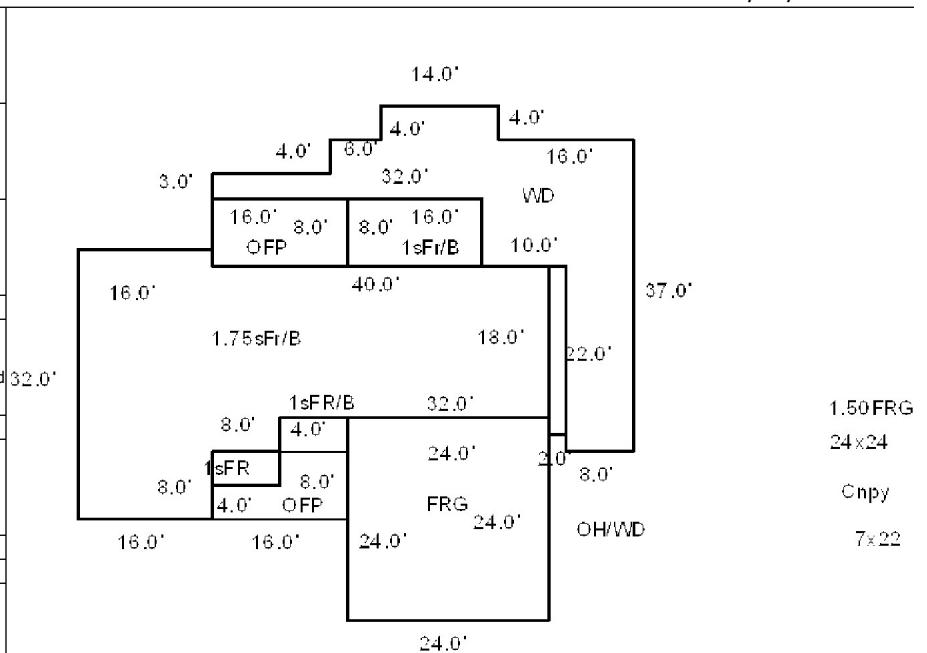 14.0'
4.0'
4.0'
4.0'
6.0'
16.0'
3.0'
32.0'
WD
16.0'
8.0'
8.0'
16.0'
OFP
1sFr/B
10.0'
16.0'
40.0'
37.0'
1.75sFr/B
18.0'
22.0'
32.0'
1sFR/B
32.0'
1.50 FRG
8.0'
4.0'
24x24
24.0'
2.0'
1sFR
8.0'
8.0'
8.0'
Cnpy
4.0'
OFP
FRG
24.0'
OH/WD
16.0'
16.0'
24.0'
7x22
24.0'